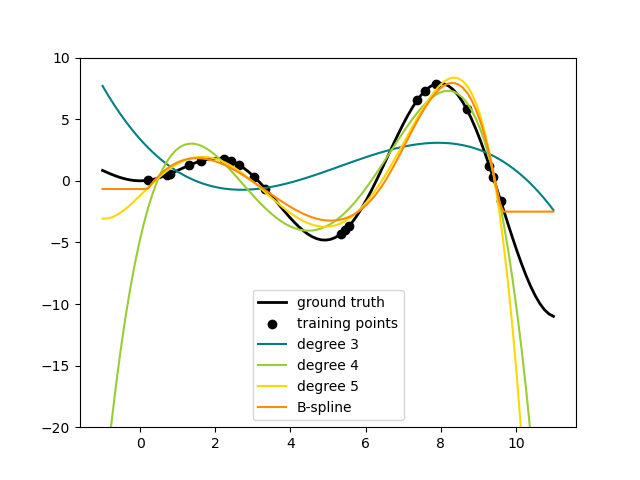 10
5
0
−5
−10
−15
−20
ground truth
training points
degree 3
degree 4
degree 5
B-spline
0 2 4 6 8 10